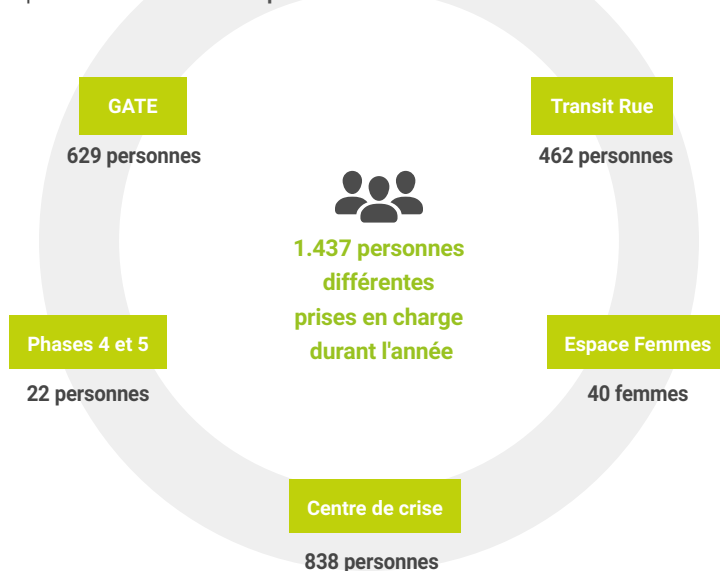 GATE
629 personnes
Transit Rue
462 personnes
1.437 personnes
différentes
prises en charge
durant l'année
Phases 4 et 5
22 personnes
Espace Femmes
40 femmes
Centre de crise
838 personnes